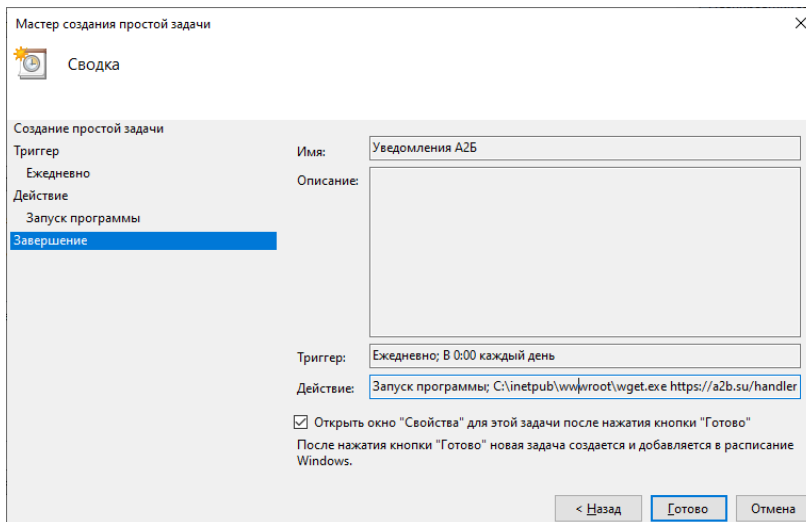 Мастер создания простой задачи
Сводка
Создание простой задачи
Триггер
Ежедневно
Действие
Запуск программы
Завершение
Имя: Уведомления А2Б
Описание:
Триггер: Ежедневно; В 0:00 каждый день
Действие: Запуск программы; C:\inetpub\wwwroot\wget.exe https://a2b.su/handler
Открыть окно "Свойства" для этой задачи после нажатия кнопки "Готово"
После нажатия кнопки "Готово" новая задача создается и добавляется в расписание
Windows.
< Назад Готово Отмена